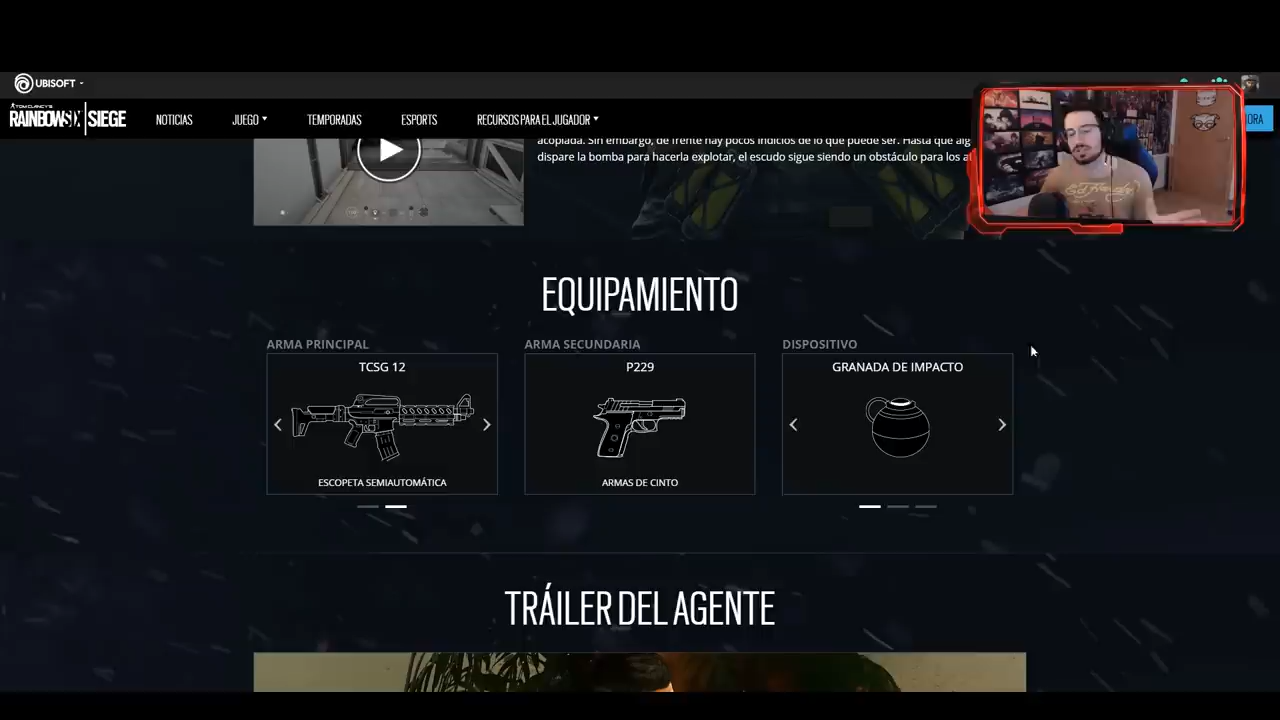 UBISOFT
TOM CLANCY'S
RAINBOW SIX | SIEGE
NOTICIAS
JUEGO
TEMPORADAS
ESPORTS
RECURSOS PARA EL JUGADOR
acoplada. Sin embargo, de frente hay pocos indicios de lo que puede ser. Hasta que
dispare la bomba para hacerla explotar, el escudo sigue siendo un obstáculo para los
EQUIPAMIENTO
ARMA PRINCIPAL
TCSG 12
ESCOPETA SEMIAUTOMÁTICA
ARMA SECUNDARIA
P229
ARMAS DE CINTO
DISPOSITIVO
GRANADA DE IMPACTO
TRÁILER DEL AGENTE